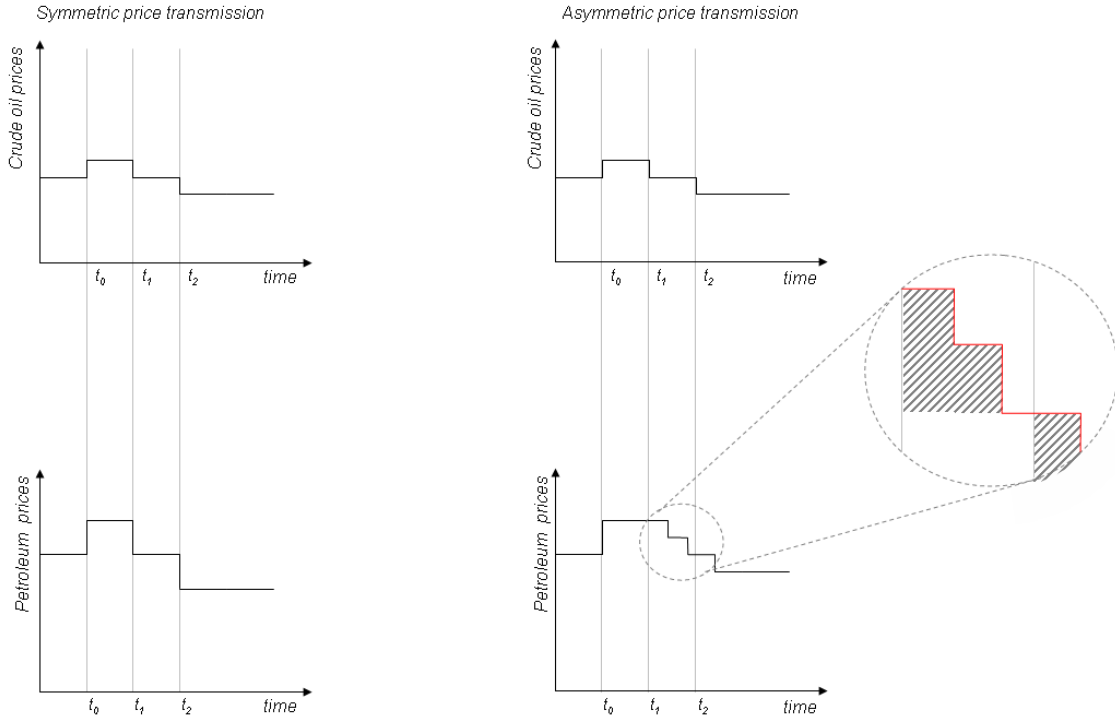 Symmetric price transmission
Asymmetric price transmission
Crude oil prices
t0 t1 t2 time
Crude oil prices
t0 t1 t2 time
Petroleum prices
t0 t1 t2 time
Petroleum prices
t0 t1 t2 time